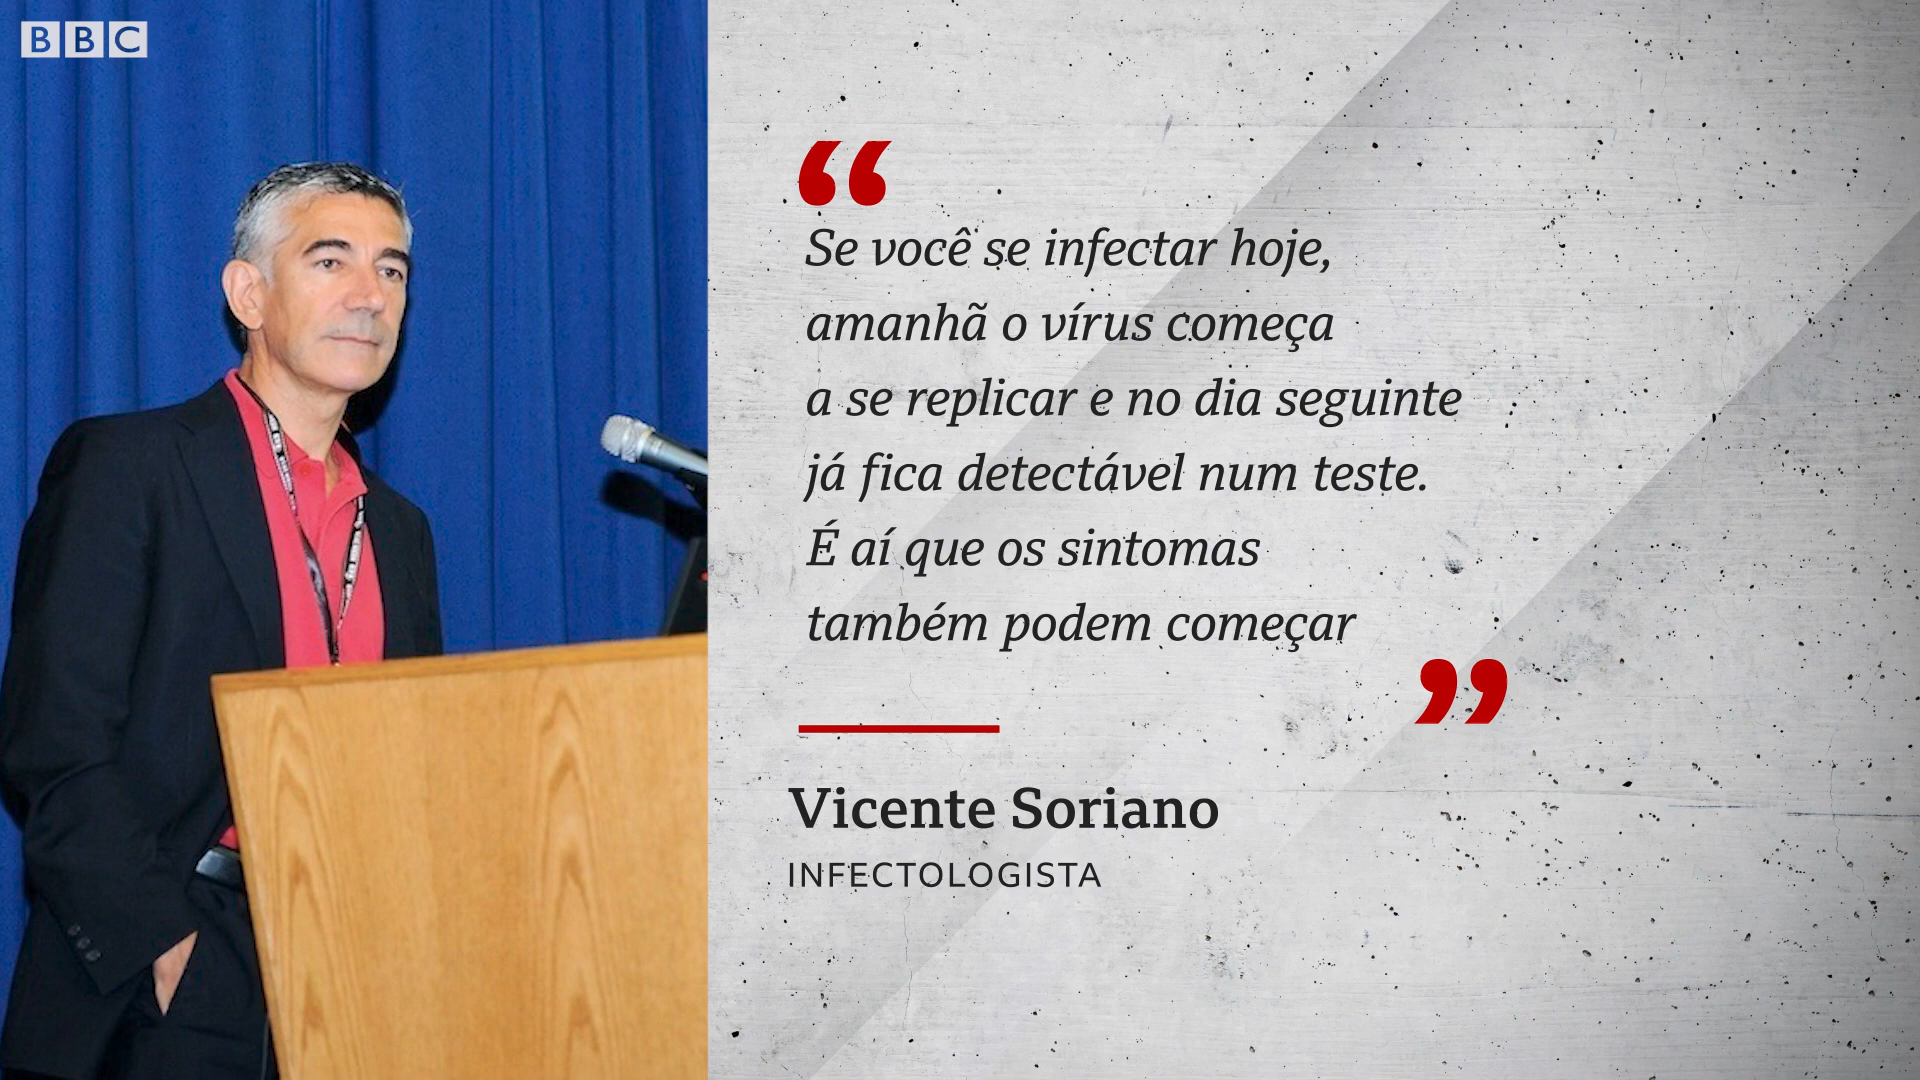 BBC
“
Se você se infectar hoje,
amanhã o vírus começa
a se replicar e no dia seguinte
já fica detectável num teste.
É aí que os sintomas
também podem começar
”
Vicente Soriano
INFECTOLOGISTA